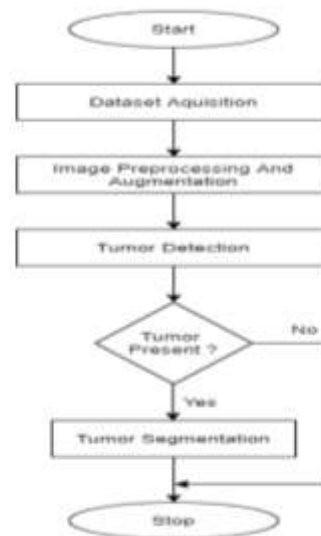 Start
Dataset Aquisition
Image Preprocessing And
Augmentation
Tumor Detection
Tumor
Present ?
No
Yes
Tumor Segmentation
Stop